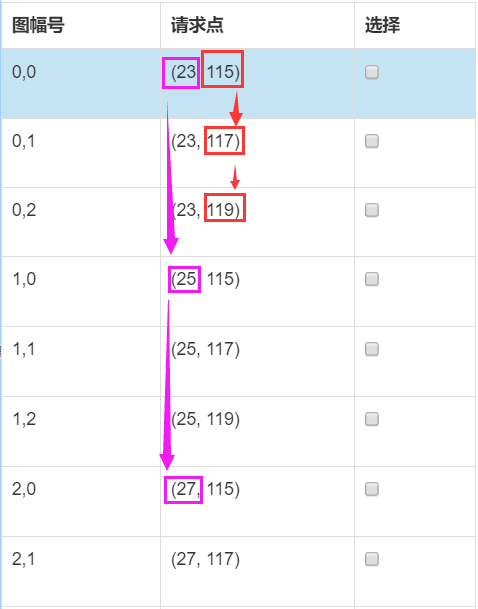 图幅号 请求点 选择
0,0 (23 115)
0,1 (23, 117)
0,2 (23, 119)
1,0 (25 115)
1,1 (25, 117)
1,2 (25, 119)
2,0 (27, 115)
2,1 (27, 117)